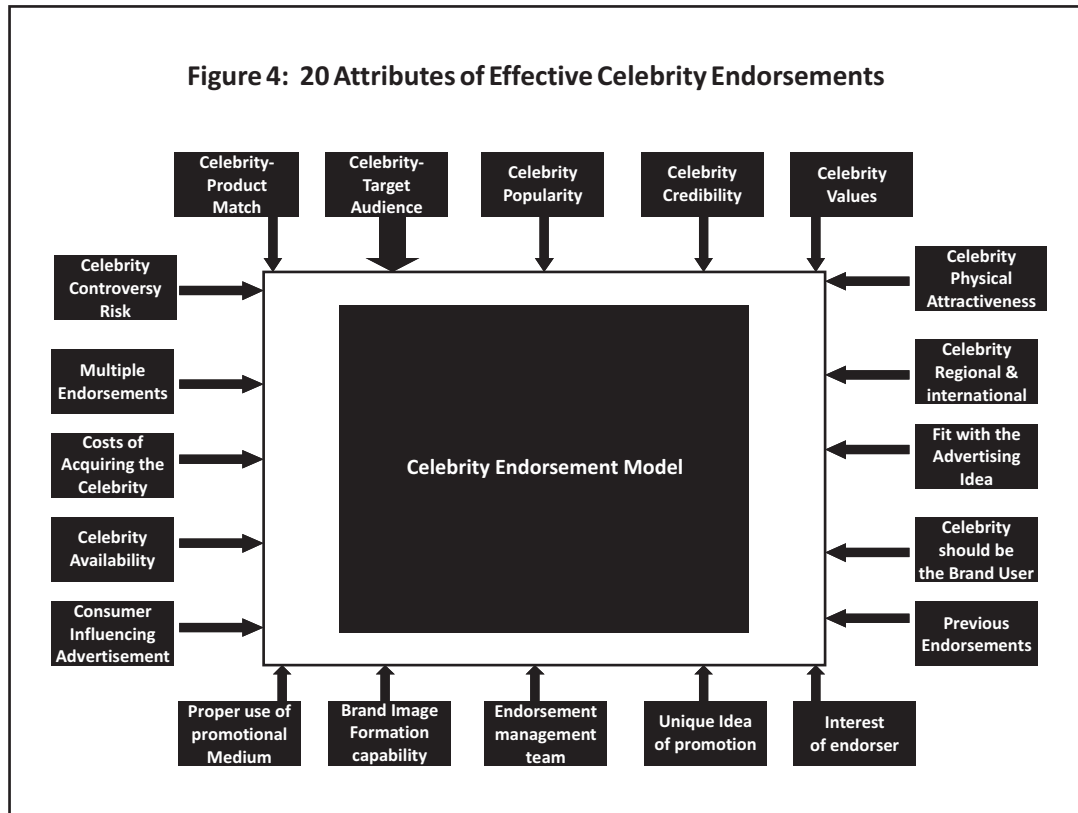 Figure 4: 20 Attributes of Effective Celebrity Endorsements
Celebrity-
Product
Match
Celebrity-
Target
Audience
Celebrity
Popularity
Celebrity
Credibility
Celebrity
Values
Celebrity
Controversy
Risk
Multiple
Endorsements
Costs of
Acquiring the
Celebrity
Celebrity
Availability
Consumer
Influencing
Advertisement
Celebrity Endorsement Model
Celebrity
Physical
Attractiveness
Celebrity
Regional &
international
Fit with the
Advertising
Idea
Celebrity
should be
the Brand User
Previous
Endorsements
Proper use of
promotional
Medium
Brand Image
Formation
capability
Endorsement
management
team
Unique Idea
of promotion
Interest
of endorser